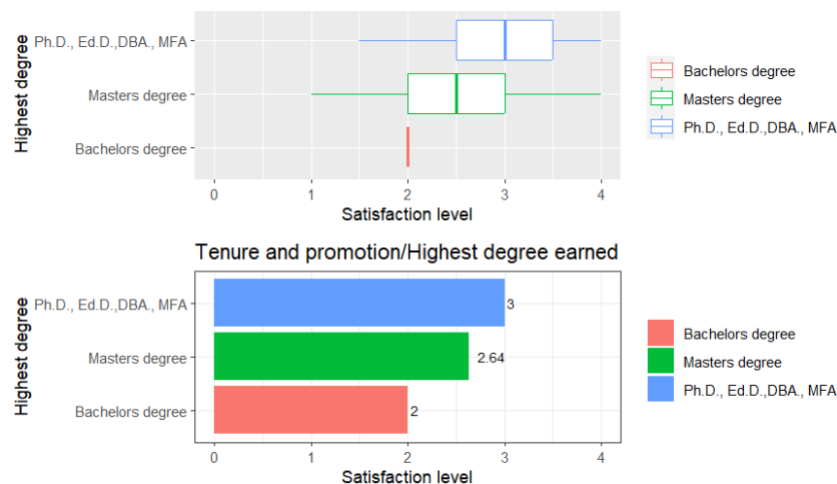 Highest degree
Ph.D., Ed.D.,DBA., MFA
Masters degree
Bachelors degree
0 1 2 3 4
Satisfaction level
Bachelors degree
Masters degree
Ph.D., Ed.D.,DBA., MFA
Tenure and promotion/Highest degree earned
Highest degree
Ph.D., Ed.D.,DBA., MFA
3
Masters degree
2.64
Bachelors degree
2
0 1 2 3 4
Satisfaction level
Bachelors degree
Masters degree
Ph.D., Ed.D.,DBA., MFA